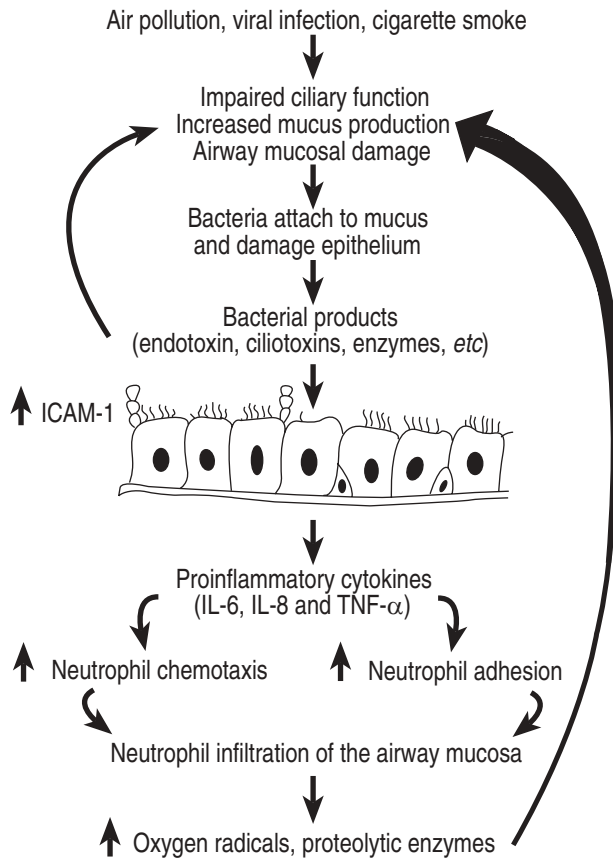 Air pollution, viral infection, cigarette smoke
Impaired ciliary function
Increased mucus production
Airway mucosal damage
Bacteria attach to mucus
and damage epithelium
Bacterial products
(endotoxin, ciliotoxins, enzymes, etc)
ICAM-1
Proinflammatory cytokines
(IL-6, IL-8 and TNF-α)
Neutrophil chemotaxis
Neutrophil adhesion
Neutrophil infiltration of the airway mucosa
Oxygen radicals, proteolytic enzymes